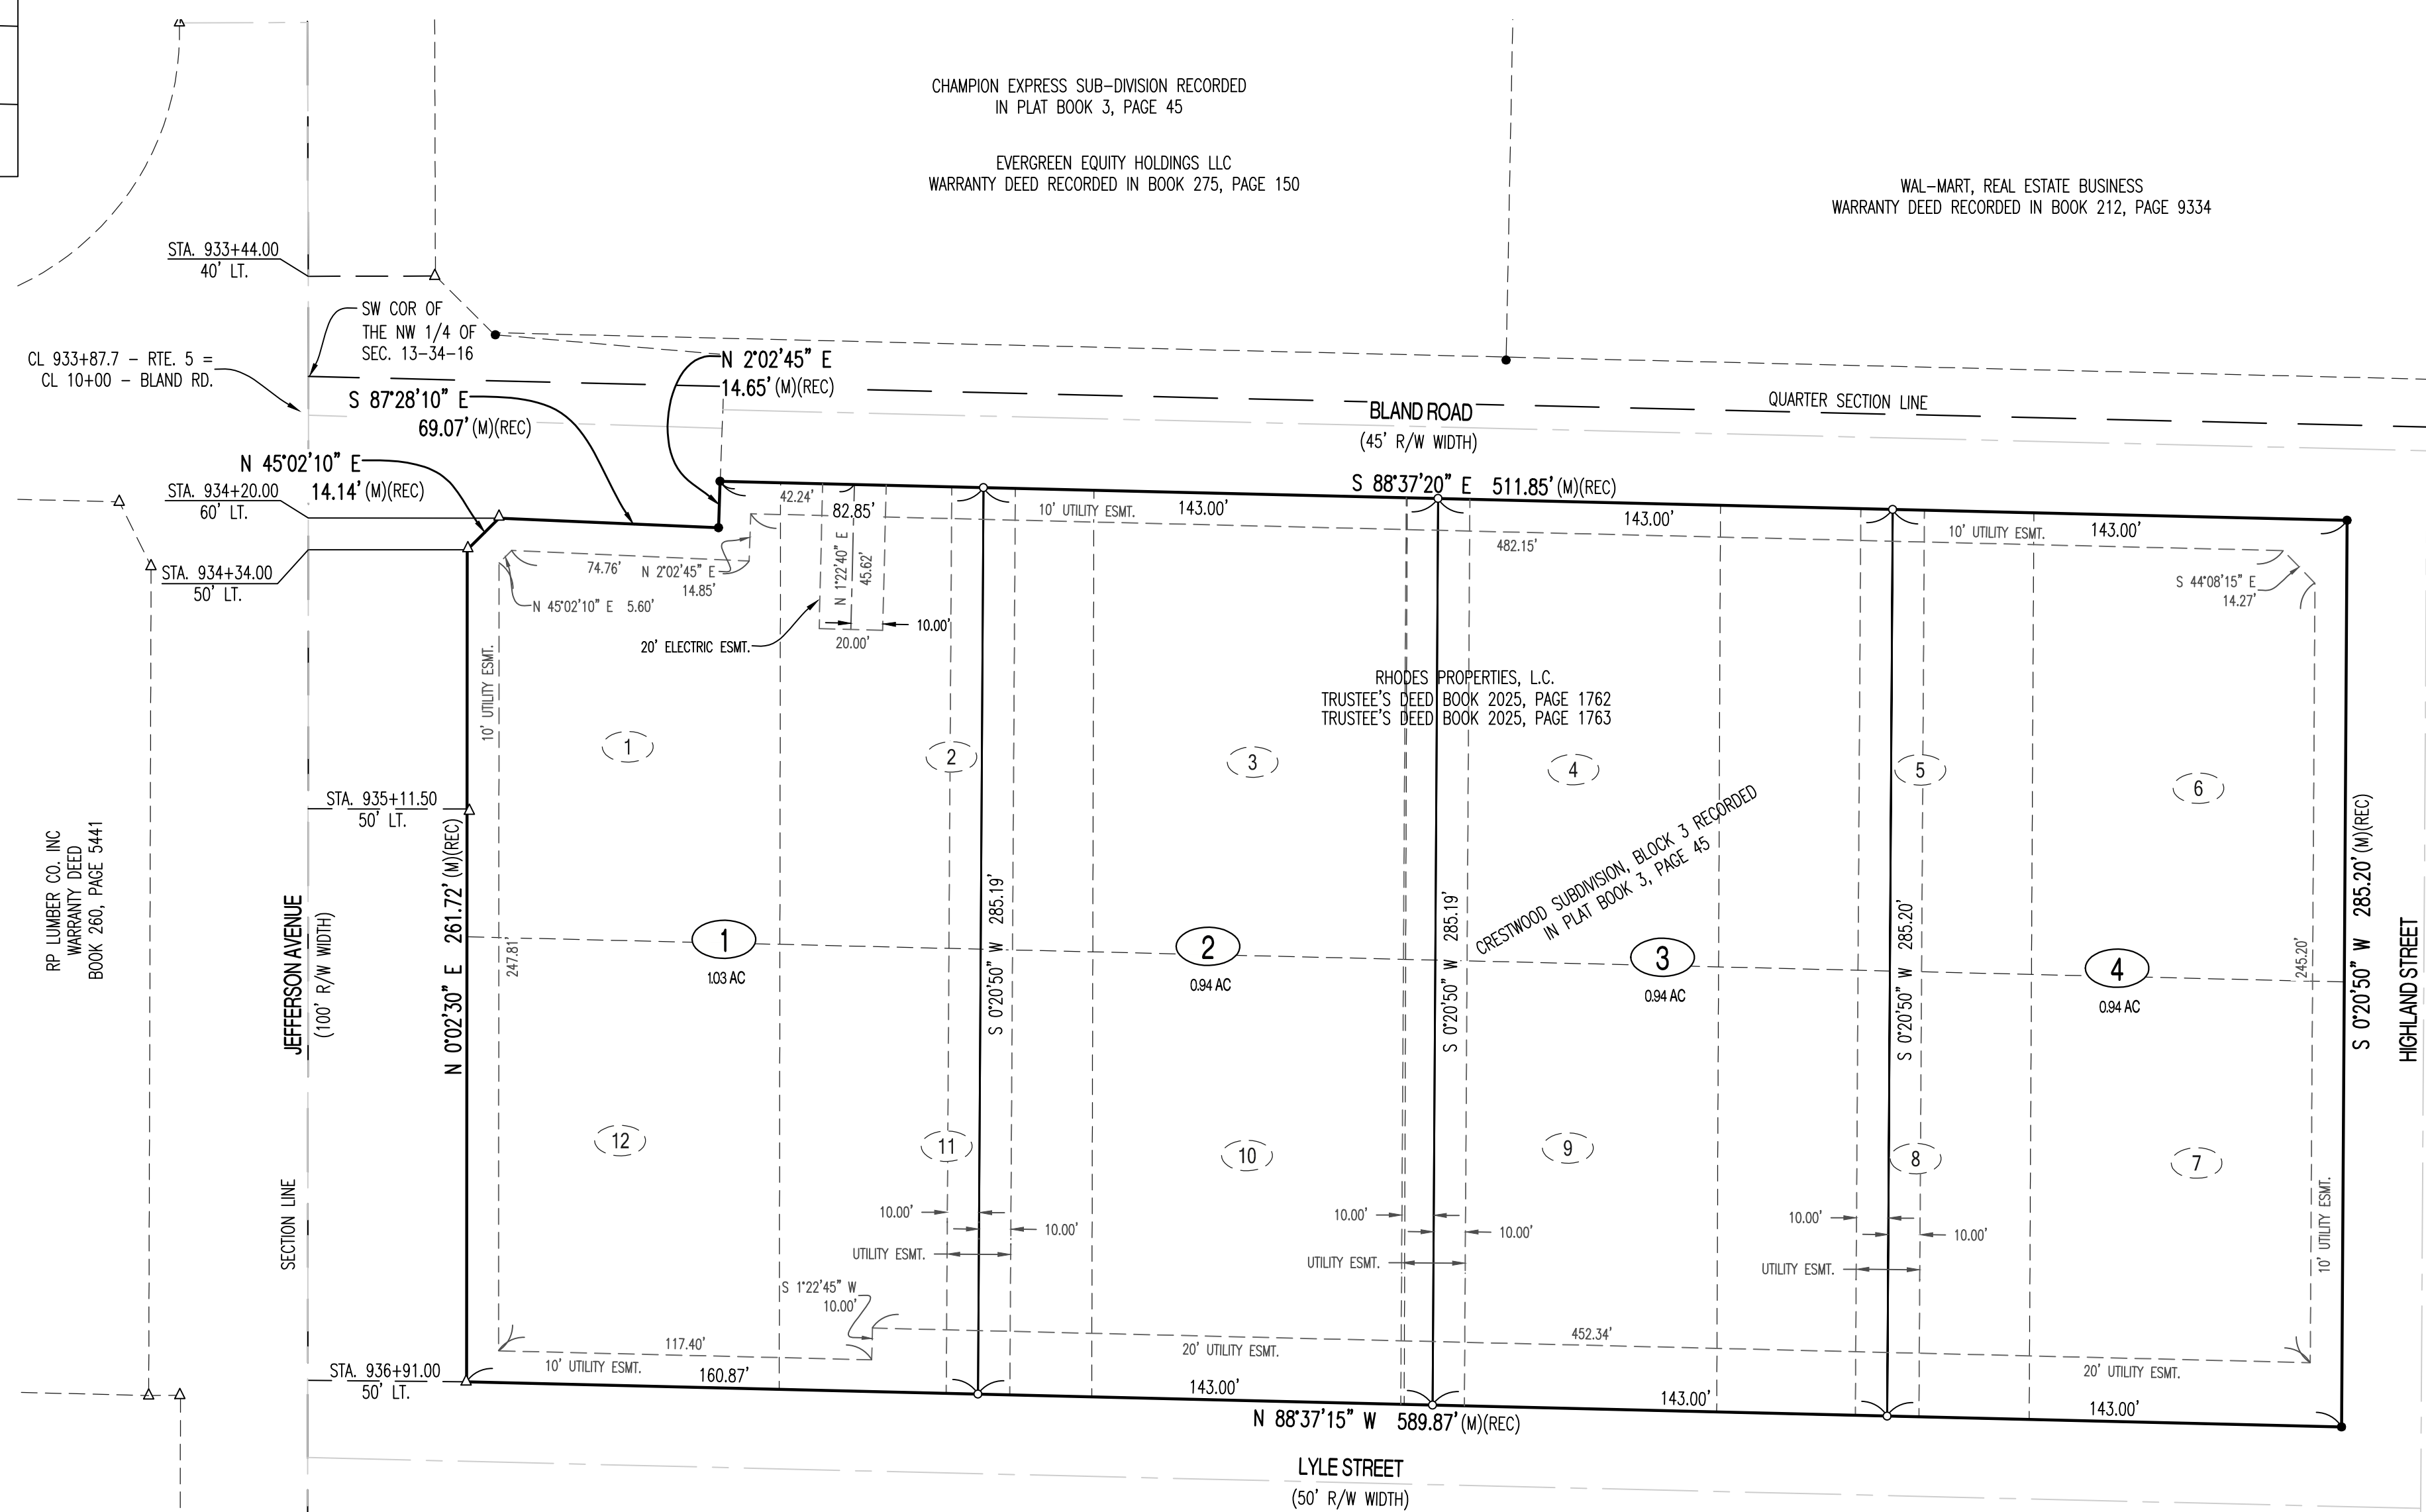 CHAMPION EXPRESS SUB-DIVISION RECORDED
IN PLAT BOOK 3, PAGE 45
EVERGREEN EQUITY HOLDINGS LLC
WARRANTY DEED RECORDED IN BOOK 275, PAGE 150
WAL-MART, REAL ESTATE BUSINESS
WARRANTY DEED RECORDED IN BOOK 212, PAGE 9334
STA. 933+44.00
40' LT.
SW COR OF
THE NW 1/4 OF
SEC. 13-34-16
CL 933+87.7 - RTE. 5 =
CL 10+00 - BLAND RD.
N 2°02'45" E
14.65' (M)(REC)
S 87°28'10" E
69.07' (M)(REC)
BLAND ROAD
(45' R/W WIDTH)
QUARTER SECTION LINE
N 45°02'10" E
14.14' (M)(REC)
STA. 934+20.00
60' LT.
S 88°37'20" E 511.85' (M)(REC)
42.24'
82.85'
10' UTILITY ESMT.
143.00'
143.00'
10' UTILITY ESMT.
143.00'
482.15'
STA. 934+34.00
50' LT.
74.76'
N 2°02'45" E
14.85'
N 1°22'40" E
45.62'
N 45°02'10" E 5.60'
S 44°08'15" E
14.27'
10.00'
20' ELECTRIC ESMT.
20.00'
10' UTILITY ESMT.
RHODES PROPERTIES, L.C.
TRUSTEE'S DEED BOOK 2025, PAGE 1762
TRUSTEE'S DEED BOOK 2025, PAGE 1763
1
2
3
4
5
6
STA. 935+11.50
50' LT.
CRESTWOOD SUBDIVISION, BLOCK 3 RECORDED
IN PLAT BOOK 3, PAGE 45
RP LUMBER CO. INC
WARRANTY DEED
BOOK 260, PAGE 5441
JEFFERSON AVENUE
(100' R/W WIDTH)
N 0°02'30" E 261.72' (M)(REC)
247.81'
1
1.03 AC
S 0°20'50" W 285.19'
2
0.94 AC
S 0°20'50" W 285.19'
3
0.94 AC
S 0°20'50" W 285.20'
4
0.94 AC
245.20'
S 0°20'50" W 285.20' (M)(REC)
HIGHLAND STREET
12
11
10
9
8
7
SECTION LINE
10.00'
10.00'
UTILITY ESMT.
10.00'
10.00'
UTILITY ESMT.
10.00'
10.00'
UTILITY ESMT.
10' UTILITY ESMT.
S 1°22'45" W
10.00'
117.40'
452.34'
20' UTILITY ESMT.
20' UTILITY ESMT.
10' UTILITY ESMT.
STA. 936+91.00
50' LT.
160.87'
143.00'
143.00'
143.00'
N 88°37'15" W 589.87' (M)(REC)
LYLE STREET
(50' R/W WIDTH)